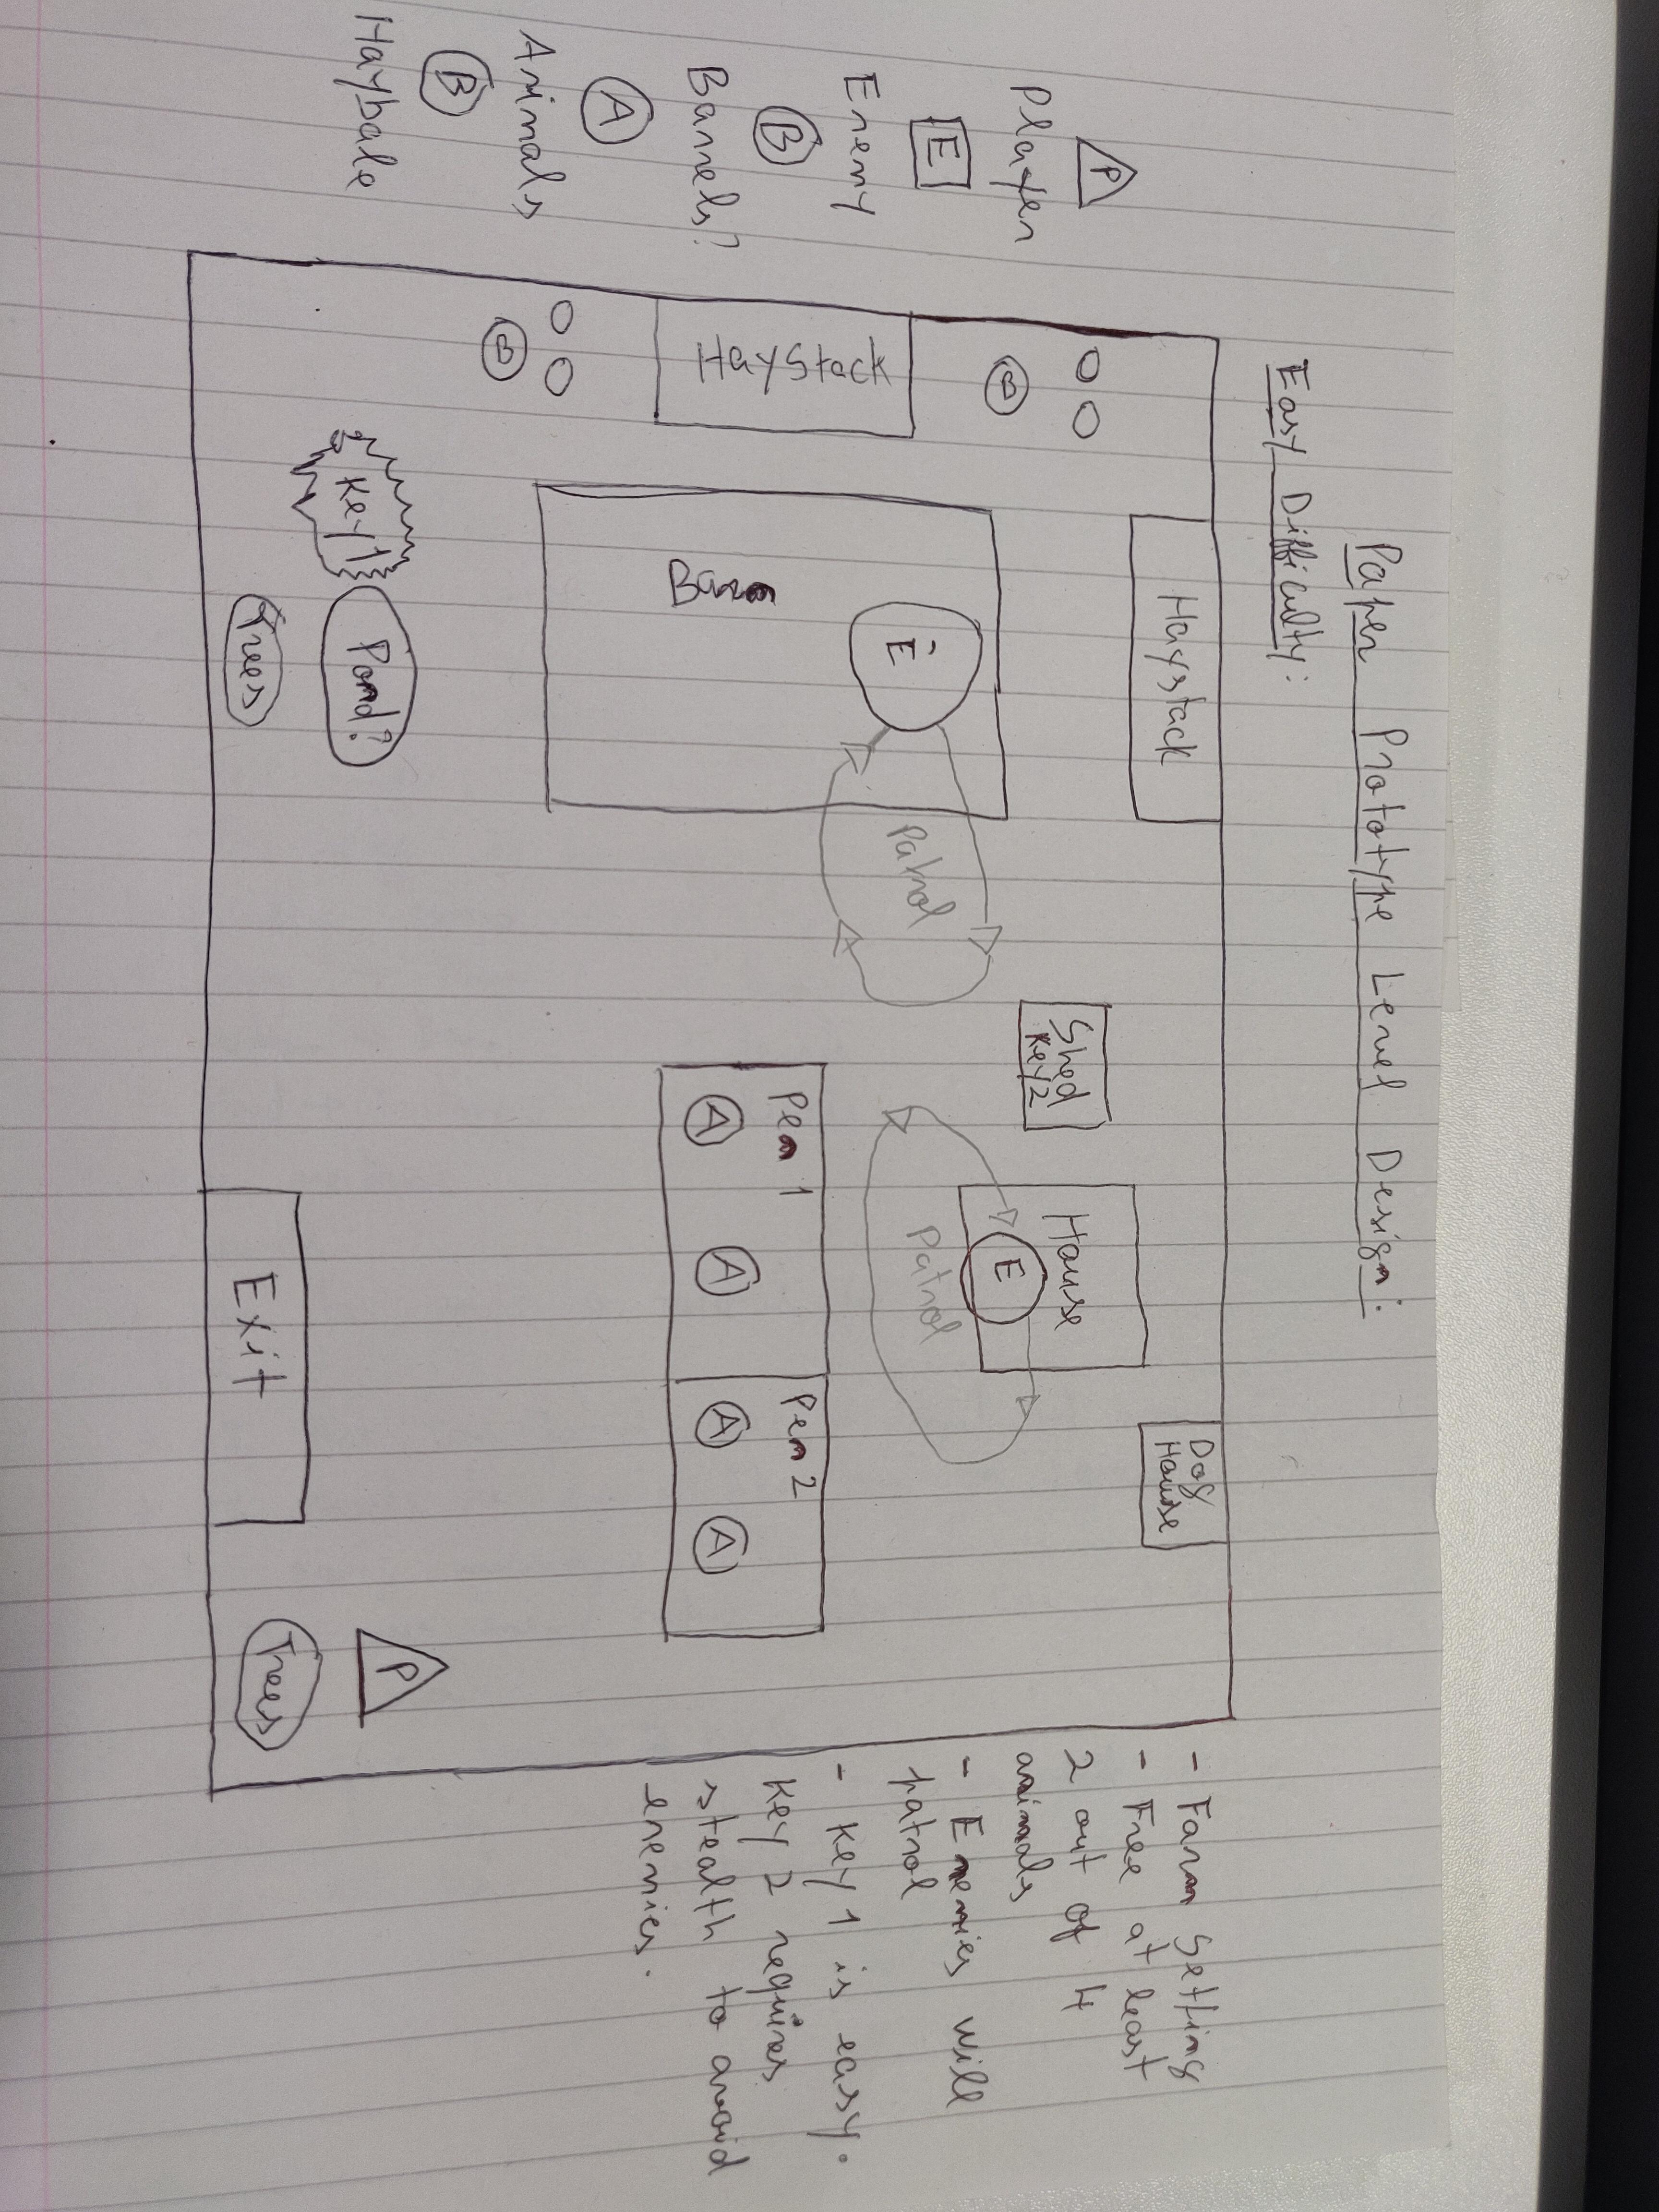 Paper Prototype Level Design:
Easy Difficulty:
P
Player
E
Enemy
B
Barrels?
A
Animals
B
Haybale
B
Haystack
Haystack
B
Barn
E
Patrol
Key 1
Pond?
Trees
Shed
Key 2
House
E
Patrol
Dog
House
Pen 1
A
A
Pen 2
A
A
Exit
P
Trees
- Farm Setting
- Free at least
2 out of 4
animals
- Enemies will
patrol
- Key 1 is easy.
Key 2 requires
stealth to avoid
enemies.